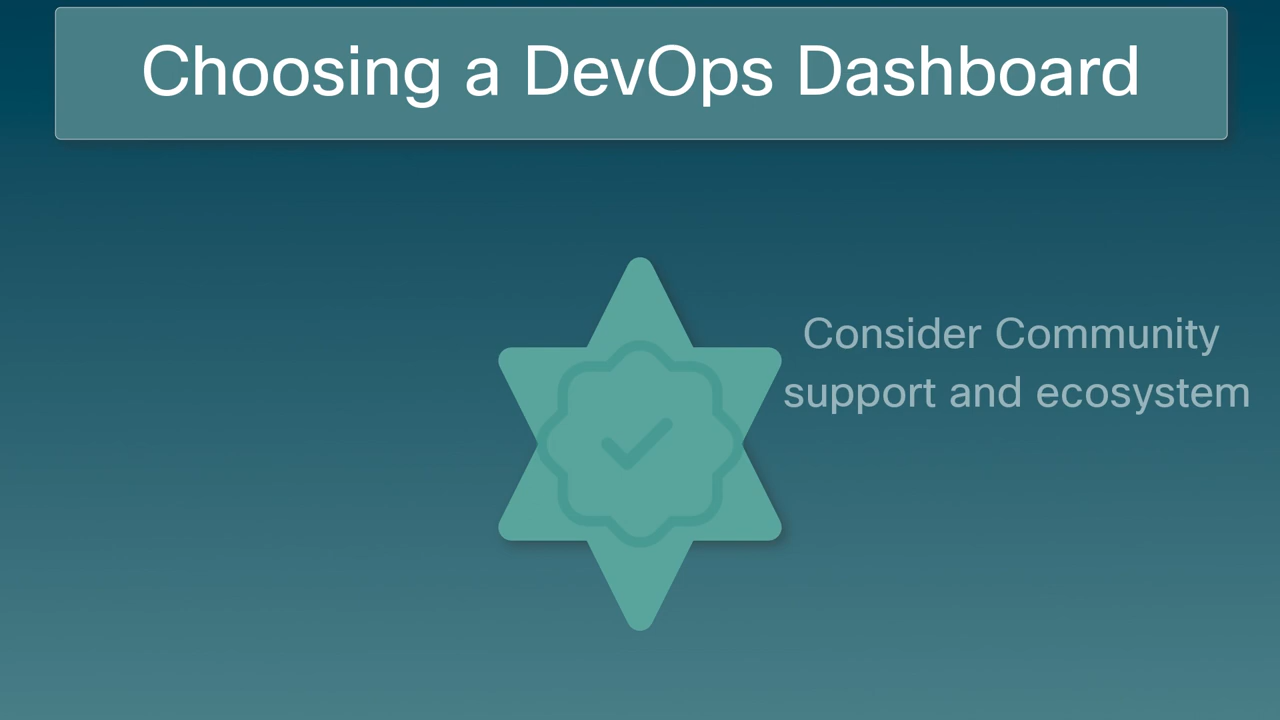 Choosing a DevOps Dashboard
Consider Community
support and ecosystem